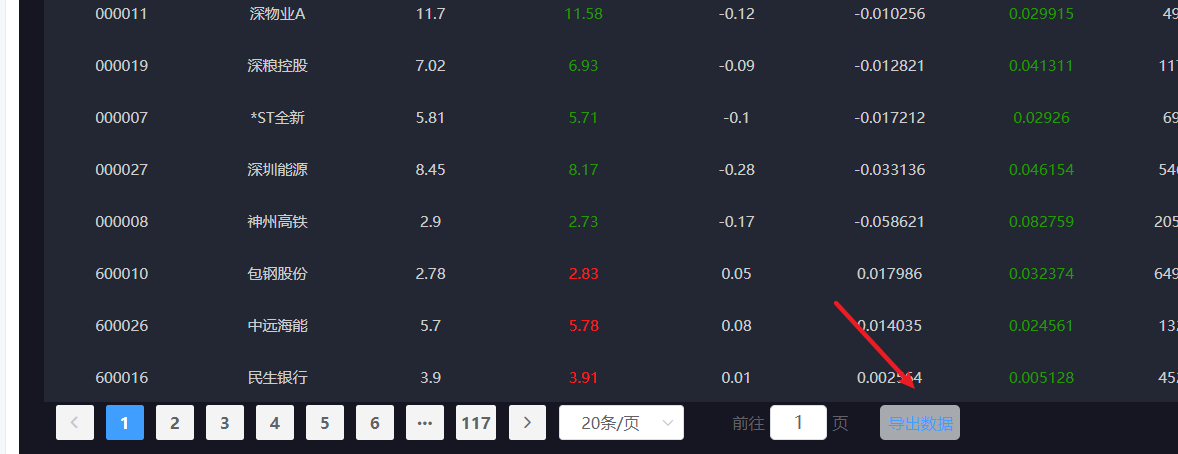 000011 深物业A 11.7 11.58 -0.12 -0.010256 0.029915 49
000019 深粮控股 7.02 6.93 -0.09 -0.012821 0.041311 117
000007 *ST全新 5.81 5.71 -0.1 -0.017212 0.02926 69
000027 深圳能源 8.45 8.17 -0.28 -0.033136 0.046154 546
000008 神州高铁 2.9 2.73 -0.17 -0.058621 0.082759 205
600010 包钢股份 2.78 2.83 0.05 0.017986 0.032374 649
600026 中远海能 5.7 5.78 0.08 0.014035 0.024561 132
600016 民生银行 3.9 3.91 0.01 0.002564 0.005128 452
1 2 3 4 5 6 ... 117 20条/页 前往 1 页 导出数据